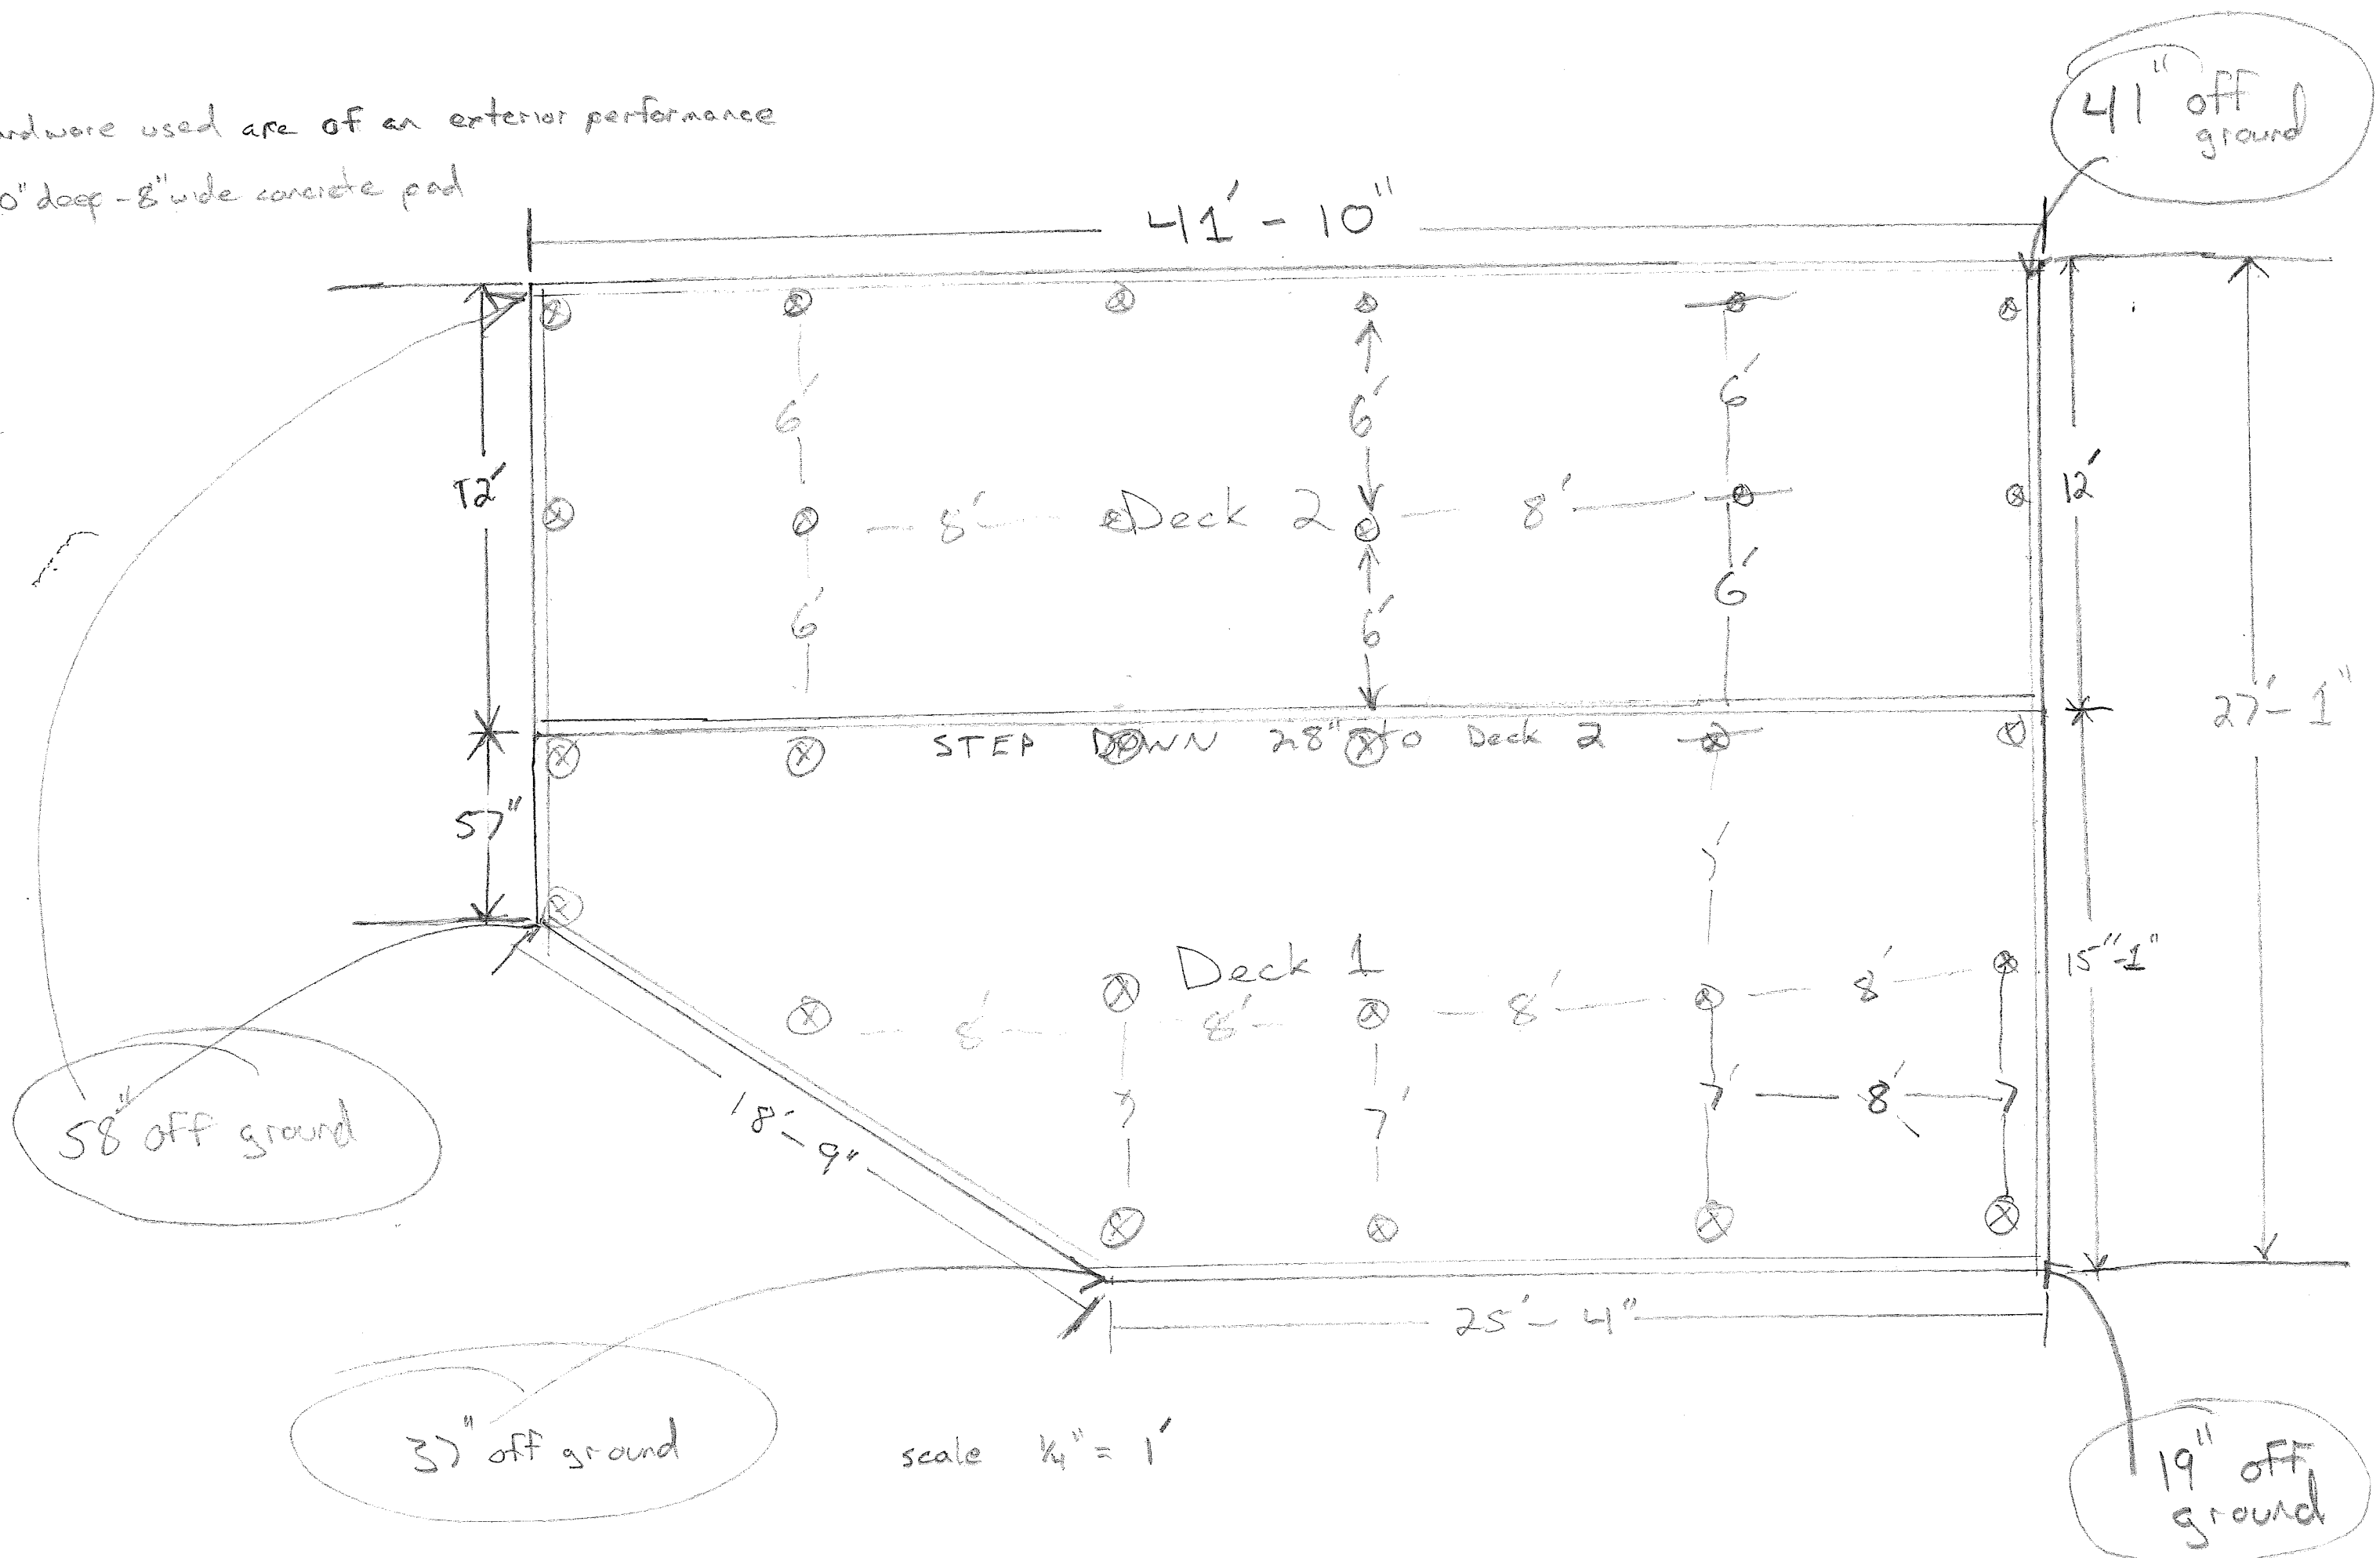 used are of an exterior performance
0" deep - 8" wide concrete pad
41" off
ground
41' - 10"
6'
6'
6'
12'
12'
8'
Deck 2
8'
6'
6'
6'
27'-1"
STEP DOWN 28" to Deck 2
57"
Deck 1
15"-1"
8'
8'
8'
8'
7'
7'
8'
7
18'-9"
58" off ground
25'-4"
37" off ground
scale 1/4" = 1'
19" off
ground